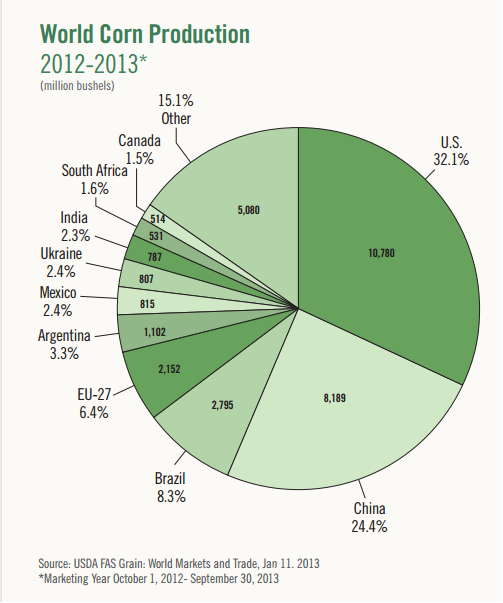 World Corn Production
2012-2013*
(million bushels)
15.1%
Other
Canada
1.5%
South Africa
1.6%
India
2.3%
Ukraine
2.4%
Mexico
2.4%
Argentina
3.3%
EU-27
6.4%
Brazil
8.3%
China
24.4%
U.S.
32.1%
5,080
514
531
787
807
815
1,102
2,152
2,795
8,189
10,780
Source: USDA FAS Grain: World Markets and Trade, Jan 11. 2013
*Marketing Year October 1, 2012- September 30, 2013